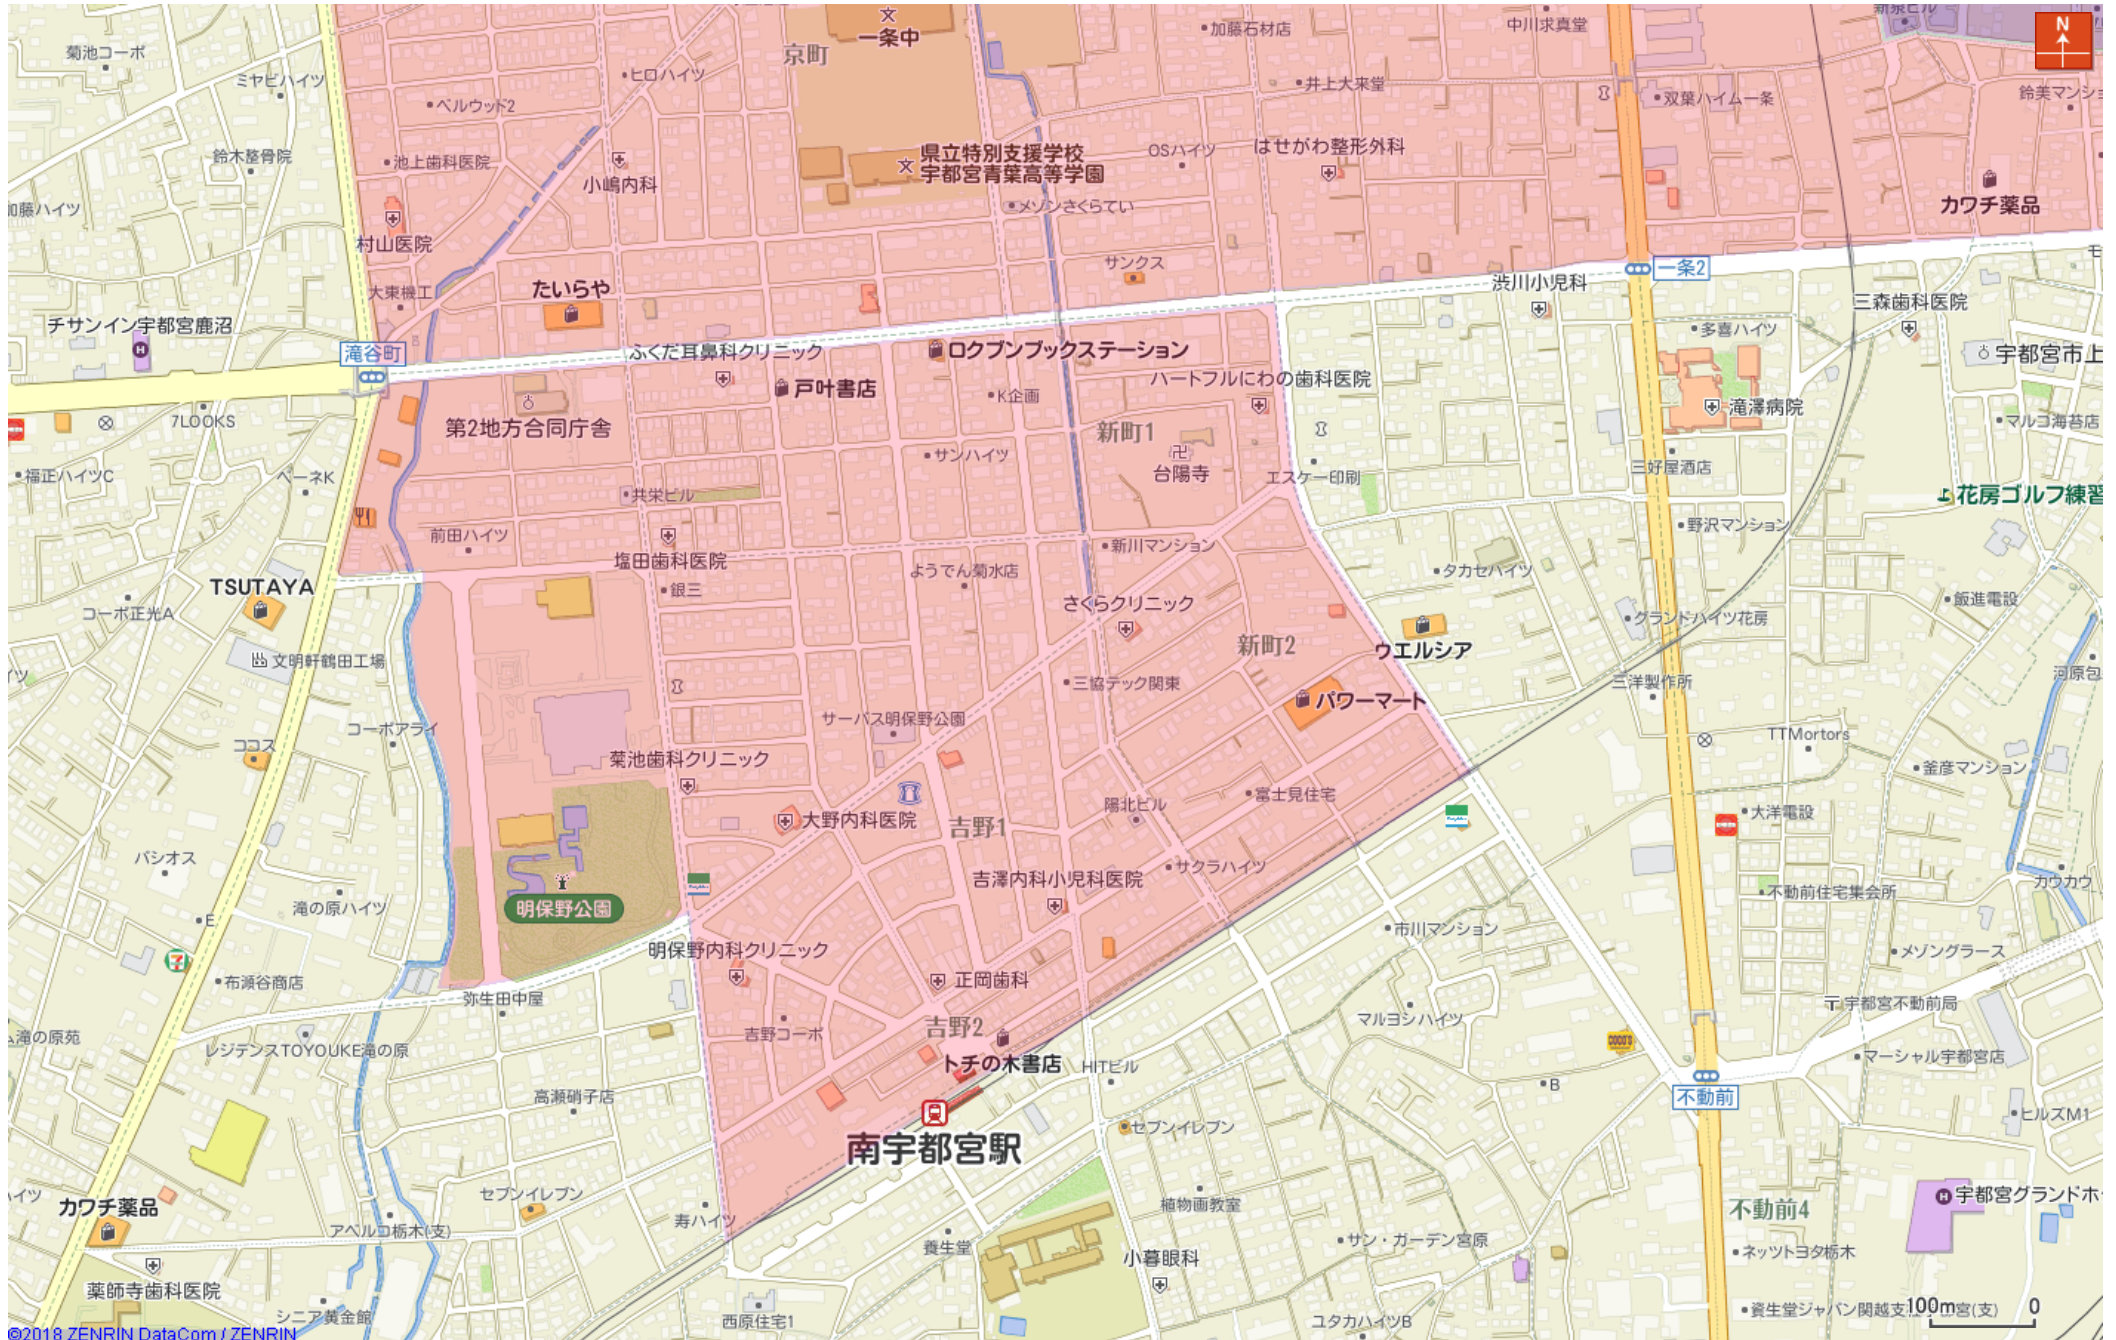 新泉ビル
N
菊池コーポ
一条中
京町
加藤石材店
中川求真堂
ミヤビハイツ
ヒロハイツ
井上大来堂
双葉ハイム一条
鈴美マンショ
ベルウッド2
鈴木整骨院
池上歯科医院
小嶋内科
県立特別支援学校
宇都宮青葉高等学園
OSハイツ
はせがわ整形外科
メゾンさくらてい
カワチ薬品
加藤ハイツ
村山医院
サンクス
一条2
渋川小児科
大東機工
たいらや
三森歯科医院
チサンイン宇都宮鹿沼
滝谷町
ふくだ耳鼻科クリニック
ロクブンブックステーション
多喜ハイツ
宇都宮市上
戸叶書店
K企画
ハートフルにわの歯科医院
滝澤病院
7LOOKS
第2地方合同庁舎
新町1
マルコ海苔店
福正ハイツC
ベーネK
サンハイツ
台陽寺
エスケー印刷
三好屋酒店
共栄ビル
花房ゴルフ練習
前田ハイツ
塩田歯科医院
新川マンション
野沢マンション
TSUTAYA
銀三
ようでん菊水店
タカセハイツ
コーポ正光A
さくらクリニック
飯進電設
グランドハイツ花房
新町2
ウエルシア
文明軒鶴田工場
三協テック関東
三洋製作所
河原包
コーポアライ
サーパス明保野公園
パワーマート
TTMortors
ココス
菊池歯科クリニック
釜彦マンション
富士見住宅
陽北ビル
大野内科医院
吉野1
大洋電設
パシオス
サクラハイツ
吉澤内科小児科医院
カウカウ
滝の原ハイツ
明保野公園
不動前住宅集会所
E
市川マンション
明保野内科クリニック
メゾングラース
布瀬谷商店
正岡歯科
弥生田中屋
宇都宮不動前局
吉野コーポ
吉野2
マルヨシハイツ
滝の原苑
レジデンスTOYOUKE滝の原
トチの木書店
HITビル
COCO'S
マーシャル宇都宮店
B
高瀬硝子店
不動前
ヒルズM1
セブンイレブン
南宇都宮駅
セブンイレブン
カワチ薬品
寿ハイツ
植物画教室
宇都宮グランドホ
不動前4
アベルコ栃木(支)
養生堂
サン・ガーデン宮原
小暮眼科
ネッツトヨタ栃木
薬師寺歯科医院
シニア黄金館
西原住宅1
ユタカハイツB
資生堂ジャパン関越支
宮(支)
100m
0
©2018 ZENRIN DataCom / ZENRIN